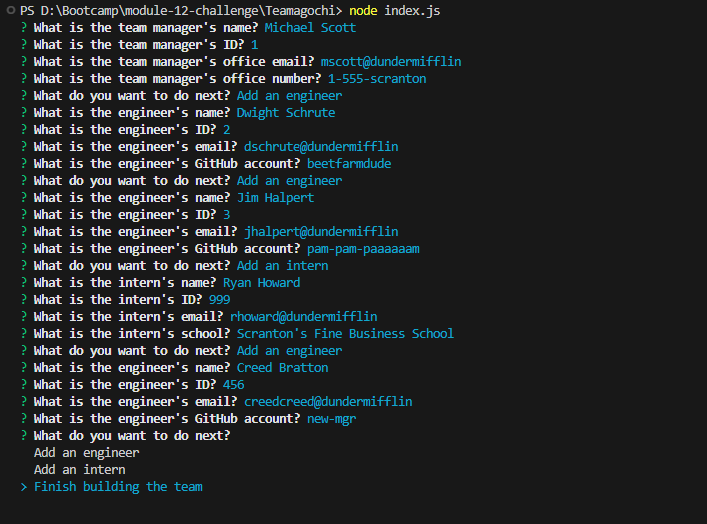 PS D:\Bootcamp\module-12-challenge\Teamagochi> node index.js
? What is the team manager's name? Michael Scott
? What is the team manager's ID? 1
? What is the team manager's office email? mscott@dundermifflin
? What is the team manager's office number? 1-555-scranton
? What do you want to do next? Add an engineer
? What is the engineer's name? Dwight Schrute
? What is the engineer's ID? 2
? What is the engineer's email? dschrute@dundermifflin
? What is the engineer's GitHub account? beetfarmdude
? What do you want to do next? Add an engineer
? What is the engineer's name? Jim Halpert
? What is the engineer's ID? 3
? What is the engineer's email? jhalpert@dundermifflin
? What is the engineer's GitHub account? pam-pam-paaaaaam
? What do you want to do next? Add an intern
? What is the intern's name? Ryan Howard
? What is the intern's ID? 999
? What is the intern's email? rhoward@dundermifflin
? What is the intern's school? Scranton's Fine Business School
? What do you want to do next? Add an engineer
? What is the engineer's name? Creed Bratton
? What is the engineer's ID? 456
? What is the engineer's email? creedcreed@dundermifflin
? What is the engineer's GitHub account? new-mgr
? What do you want to do next?
Add an engineer
Add an intern
> Finish building the team